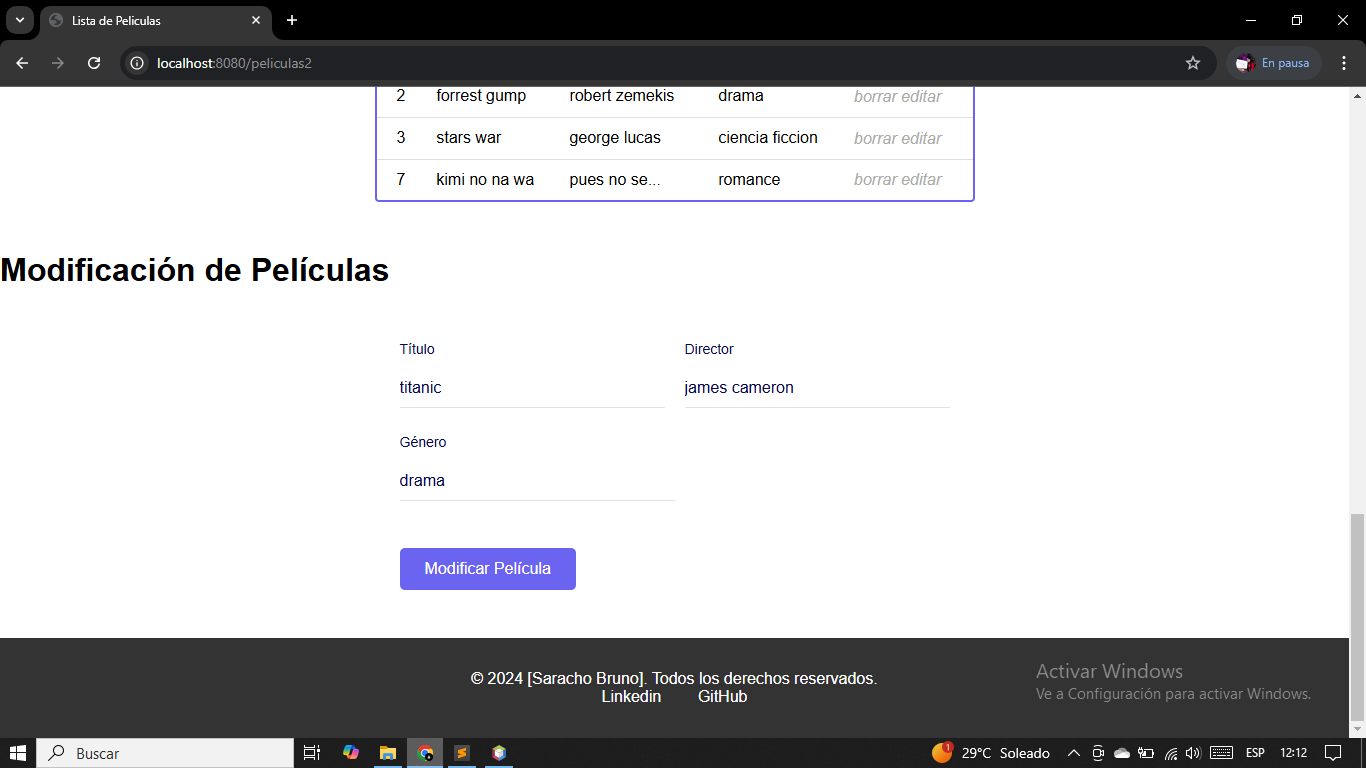 Lista de Peliculas
localhost:8080/peliculas2
En pausa
2 forrest gump robert zemekis drama borrar editar
3 stars war george lucas ciencia ficcion borrar editar
7 kimi no na wa pues no se... romance borrar editar
Modificación de Películas
Título Director
titanic james cameron
Género
drama
Modificar Película
© 2024 [Saracho Bruno]. Todos los derechos reservados.
Linkedin GitHub
Activar Windows
Ve a Configuración para activar Windows.
Buscar 1 29°C Soleado ESP 12:12